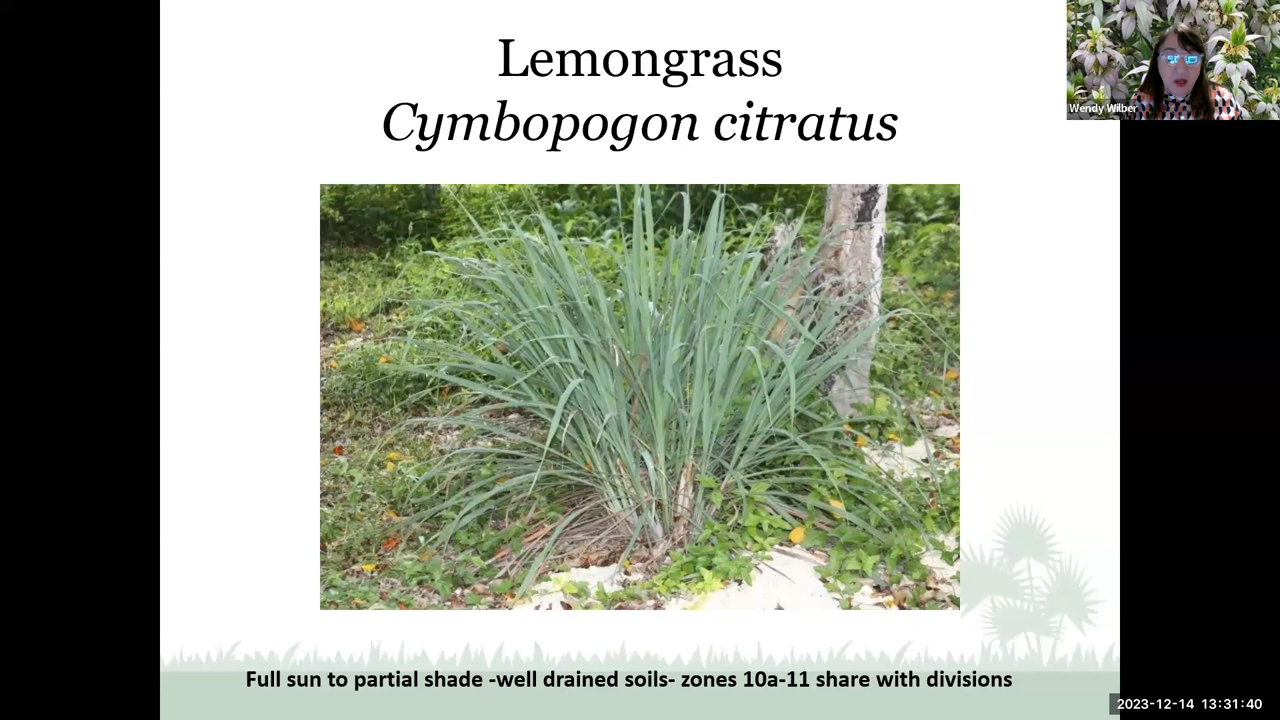 Lemongrass
Cymbopogon citratus
Wendy Wilber
Full sun to partial shade -well drained soils- zones 10a-11 share with divisions
2023-12-14 13:31:40